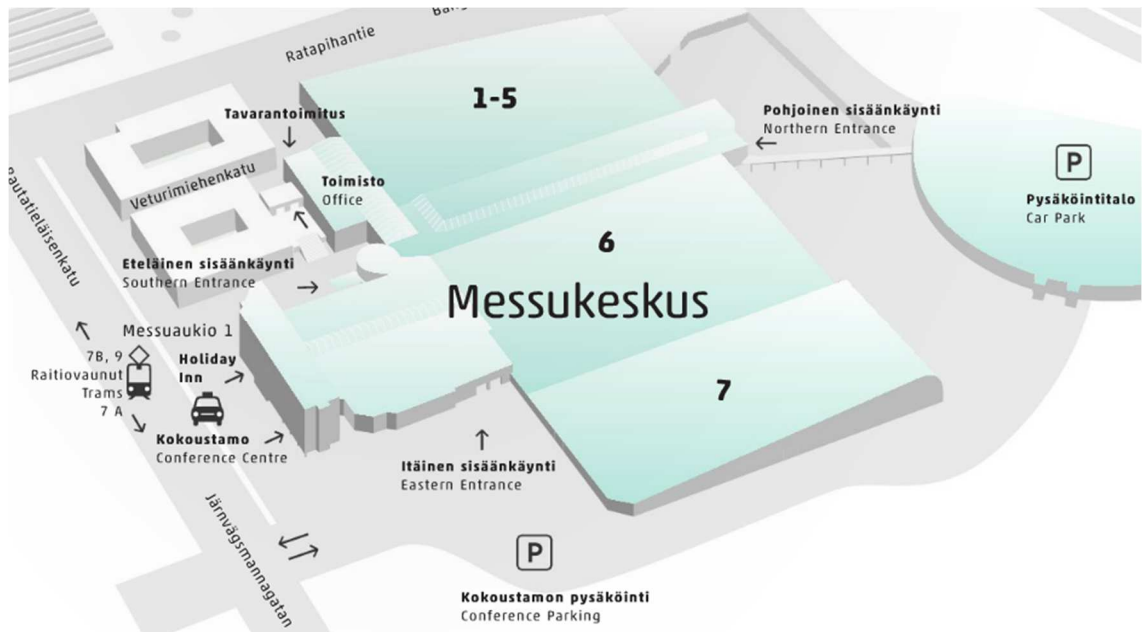 Ratapihantie
1-5
Tavarantoimitus
Pohjoinen sisäänkäynti
Northern Entrance
P
Pysäköintitalo
Car Park
Veturimiehenkatu
Toimisto
Office
6
Eteläinen sisäänkäynti
Southern Entrance
Messukeskus
Messuaukio 1
7B, 9
Raitiovaunut
Trams
7 A
Holiday
Inn
7
Kokoustamo
Conference Centre
Itäinen sisäänkäynti
Eastern Entrance
Järnvägsmannagatan
P
Kokoustamon pysäköinti
Conference Parking